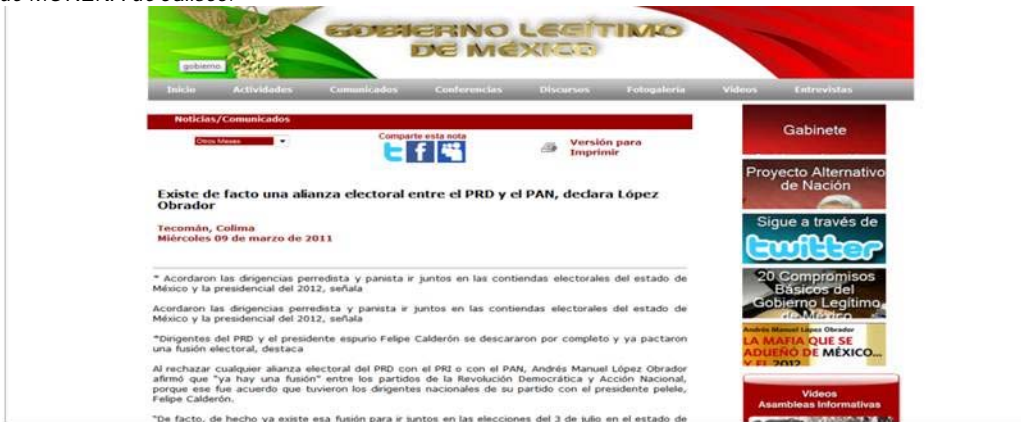 GOBIERNO LEGÍTIMO
DE MÉXICO
gobierno
Inicio Actividades Comunicados Conferencias Discursos Fotogalería Videos Entrevistas
Noticias/Comunicados
Otros Meses
Comparte esta nota
Versión para
Imprimir
Existe de facto una alianza electoral entre el PRD y el PAN, declara López
Obrador
Tecomán, Colima
Miércoles 09 de marzo de 2011
* Acordaron las dirigencias perredista y panista ir juntos en las contiendas electorales del estado de
México y la presidencial del 2012, señala
Acordaron las dirigencias perredista y panista ir juntos en las contiendas electorales del estado de
México y la presidencial del 2012, señala
*Dirigentes del PRD y el presidente espurio Felipe Calderón se descararon por completo y ya pactaron
una fusión electoral, destaca
Al rechazar cualquier alianza electoral del PRD con el PRI o con el PAN, Andrés Manuel López Obrador
afirmó que "ya hay una fusión" entre los partidos de la Revolución Democrática y Acción Nacional,
porque ese fue acuerdo que tuvieron los dirigentes nacionales de su partido con el presidente pelele,
Felipe Calderón.
"De facto, de hecho ya existe esa fusión para ir juntos en las elecciones del 3 de julio en el estado de
Gabinete
Proyecto Alternativo
de Nación
Sigue a través de
twitter
20 Compromisos
Básicos del
Gobierno Legítimo
de México
Andrés Manuel López Obrador
LA MAFIA QUE SE
ADUEÑÓ DE MÉXICO...
Y EL 2012
Videos
Asambleas Informativas